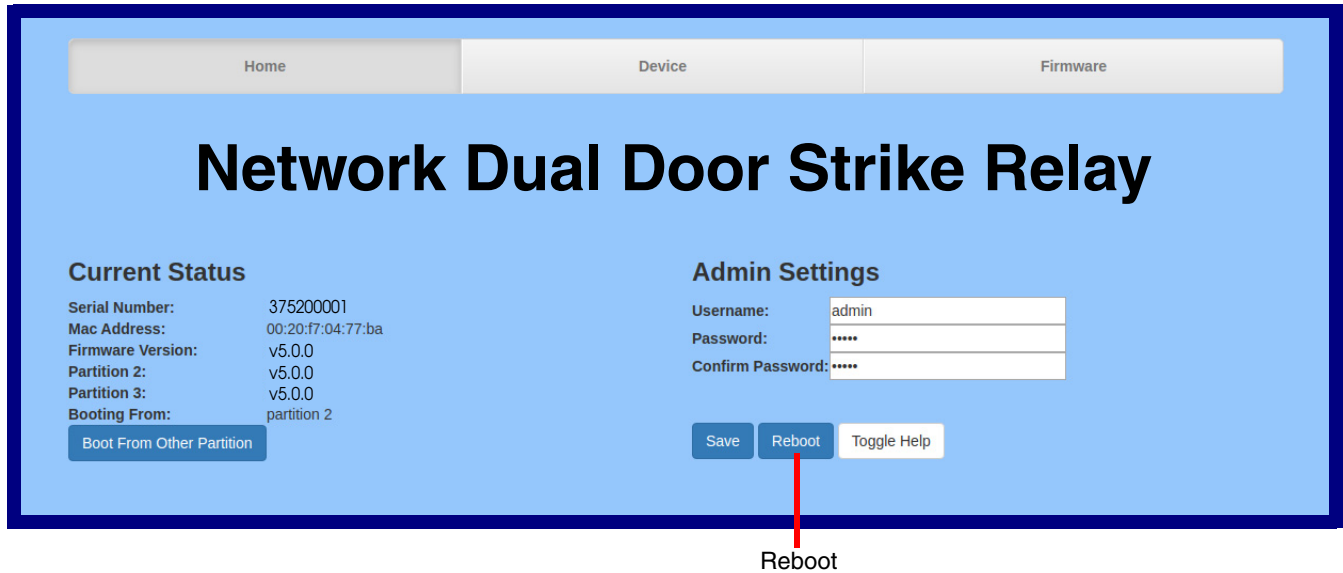 Home Device Firmware
Network Dual Door Strike Relay
Current Status
Serial Number: 375200001
Mac Address: 00:20:f7:04:77:ba
Firmware Version: v5.0.0
Partition 2: v5.0.0
Partition 3: v5.0.0
Booting From: partition 2
Boot From Other Partition
Admin Settings
Username: admin
Password: •••••
Confirm Password: •••••
Save Reboot Toggle Help
Reboot